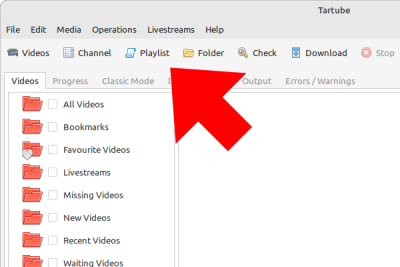 Tartube
File Edit Media Operations Livestreams Help
Videos Channel Playlist Folder Check Download Stop
Videos Progress Classic Mode Output Errors / Warnings
All Videos
Bookmarks
Favourite Videos
Livestreams
Missing Videos
New Videos
Recent Videos
Waiting Videos